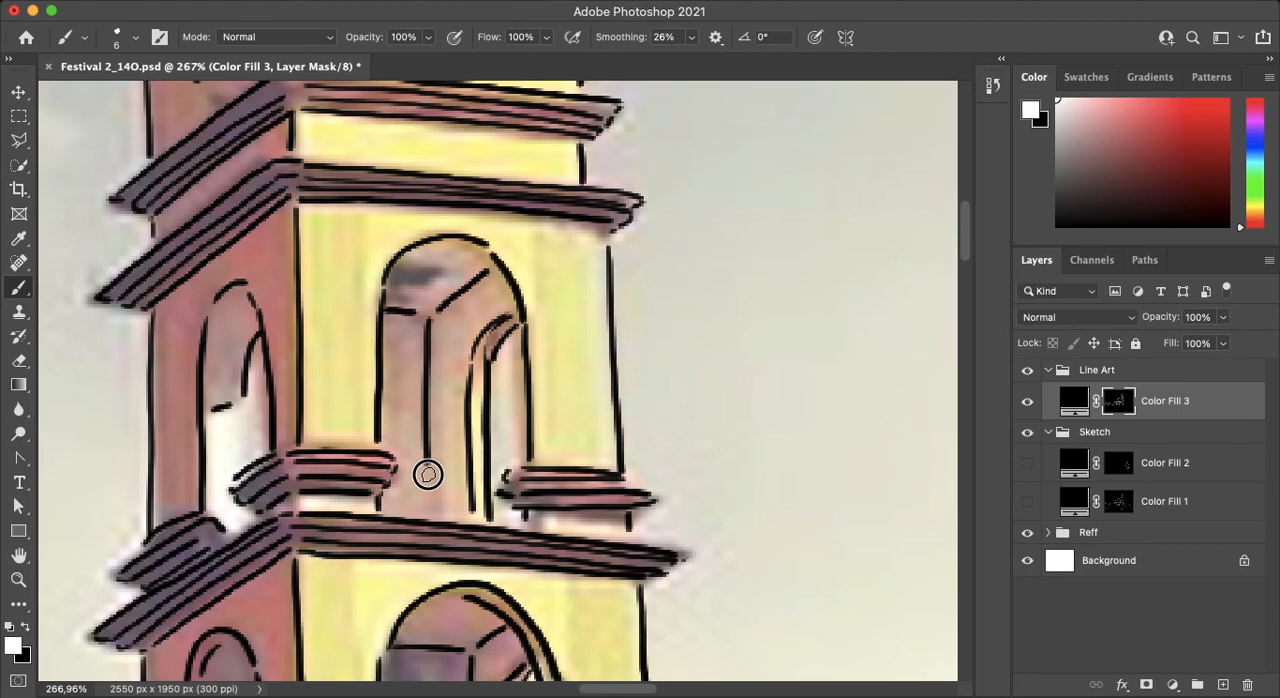 Adobe Photoshop 2021
6
Mode: Normal
Opacity: 100%
Flow: 100%
Smoothing: 26%
0°
Festival 2_14O.psd @ 267% (Color Fill 3, Layer Mask/8) *
Color Swatches Gradients Patterns
Layers Channels Paths
Kind
Normal Opacity: 100%
Lock: Fill: 100%
Line Art
Color Fill 3
Sketch
Color Fill 2
Color Fill 1
Reff
Background
fx
266,96% 2550 px x 1950 px (300 ppi)